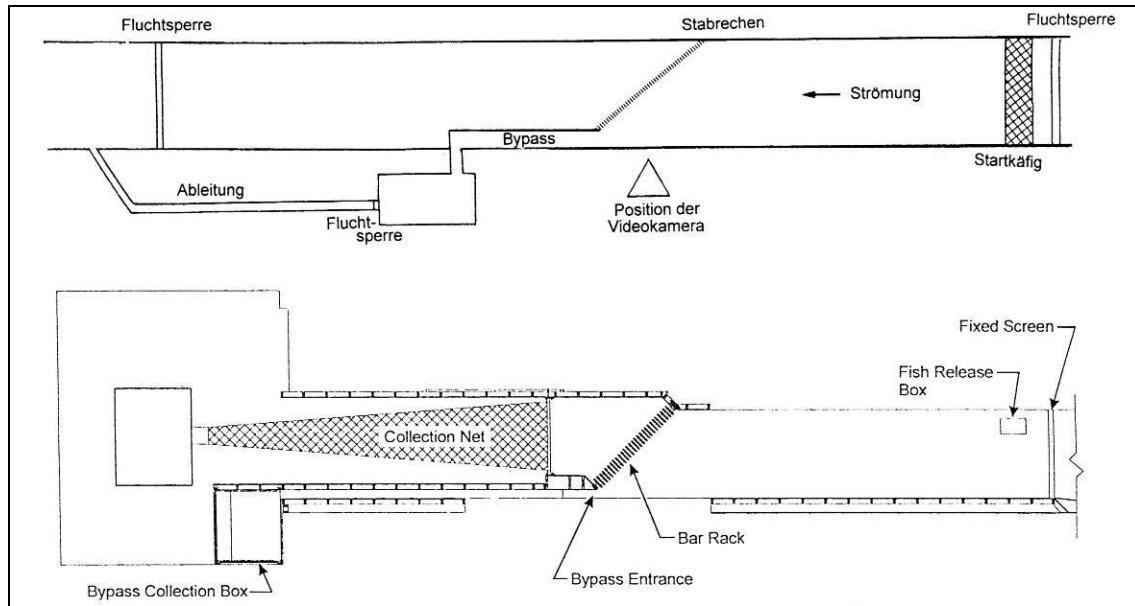 Fluchtsperre
Stabrechen
Fluchtsperre
Strömung
Bypass
Startkäfig
Ableitung
Position der
Videokamera
Flucht-
sperre
Fixed Screen
Fish Release
Box
Collection Net
Bar Rack
Bypass Entrance
Bypass Collection Box